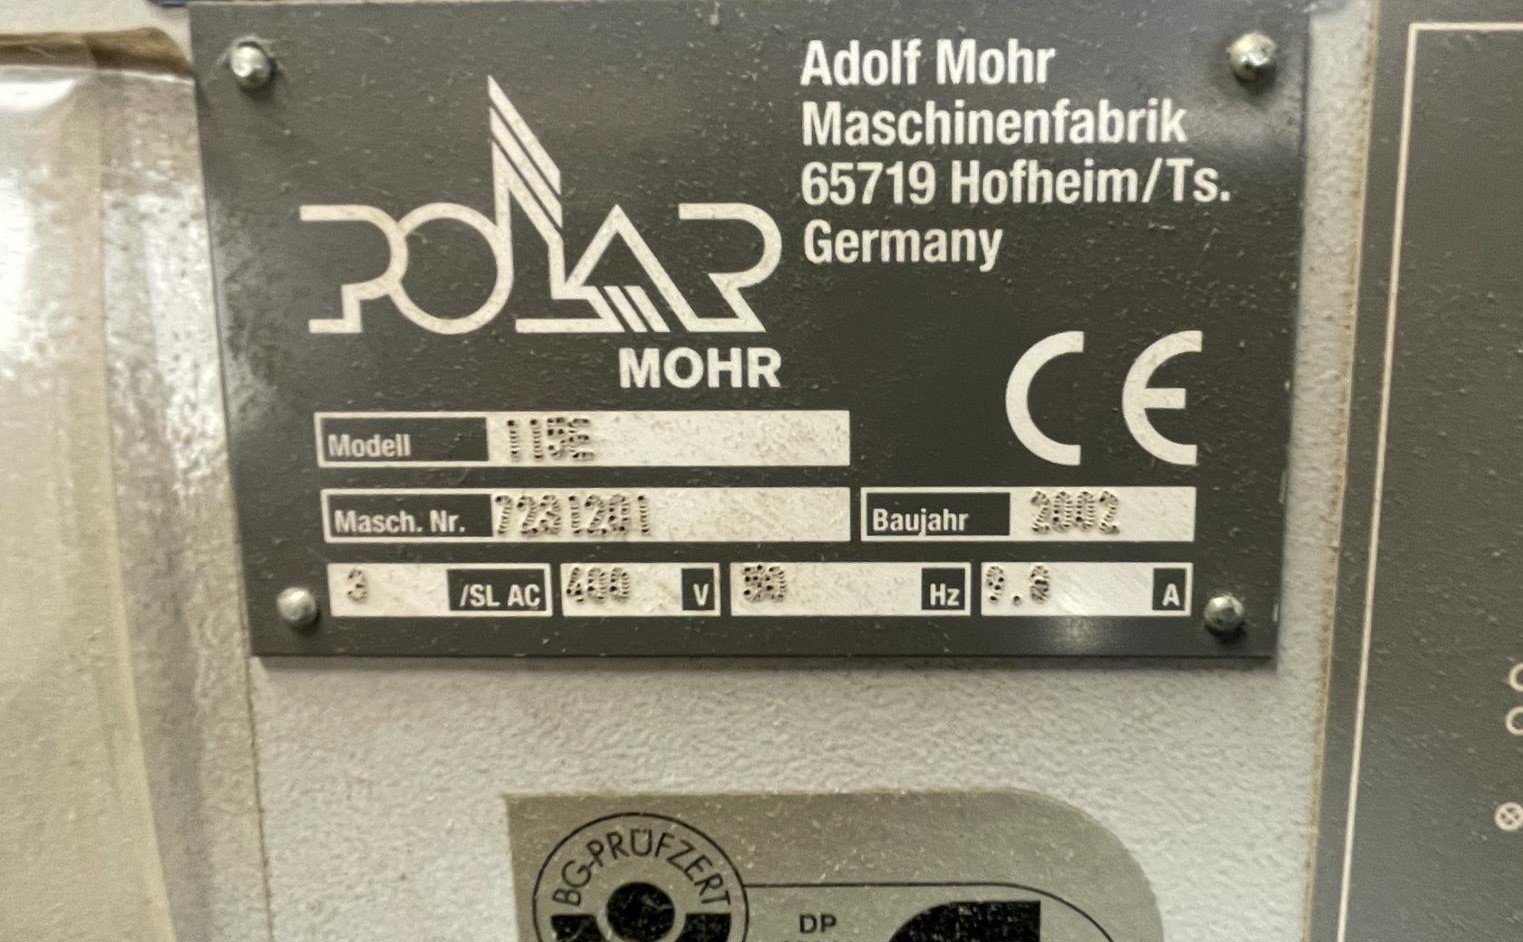 Adolf Mohr
Maschinenfabrik
65719 Hofheim/Ts.
Germany
POLAR
MOHR
CE
Modell 115E
Masch. Nr.
Baujahr 2002
3 /SL AC 400 V 50 Hz A
BG-PRÜFZERT
DP